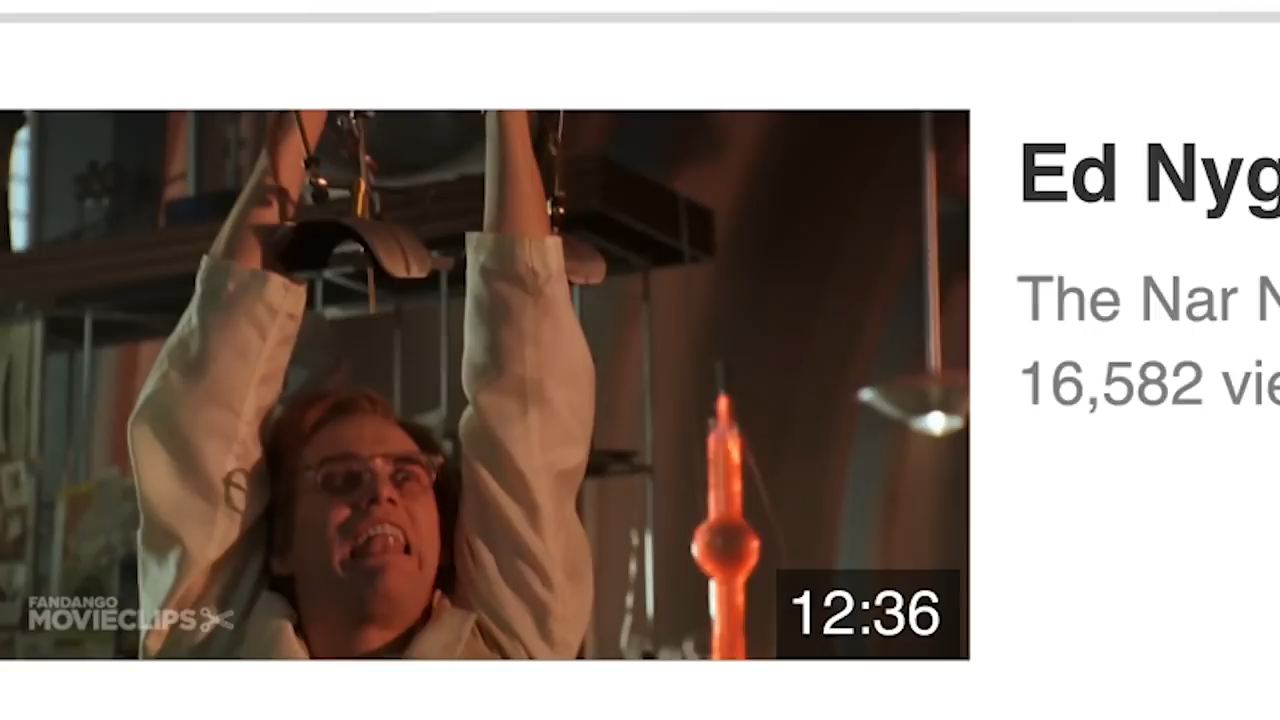 Ed Nyg
The Nar N
16,582 vie
FANDANGO
MOVIECLIPS
12:36